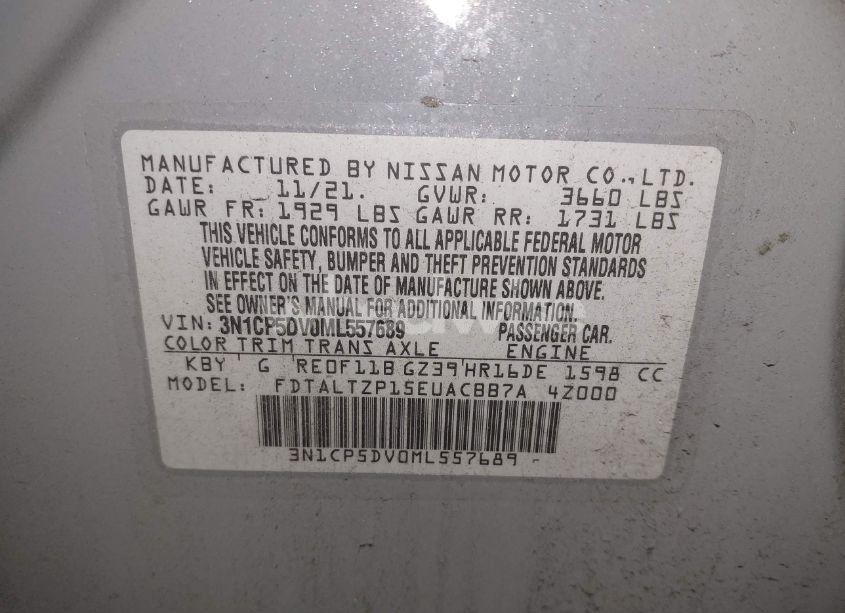 MANUFACTURED BY NISSAN MOTOR CO.,LTD.
DATE: 11/21. GVWR: 3660 LBS
GAWR FR: 1929 LBS GAWR RR: 1731 LBS
THIS VEHICLE CONFORMS TO ALL APPLICABLE FEDERAL MOTOR
VEHICLE SAFETY, BUMPER AND THEFT PREVENTION STANDARDS
IN EFFECT ON THE DATE OF MANUFACTURE SHOWN ABOVE.
SEE OWNER'S MANUAL FOR ADDITIONAL INFORMATION.
VIN: 3N1CP5DV0ML557689 PASSENGER CAR.
COLOR TRIM TRANS AXLE ENGINE
KBY G RE0F11B GZ39 HR16DE 1598 CC
MODEL: FDTALTZP15EUACBB7A 4Z000
3N1CP5DV0ML557689